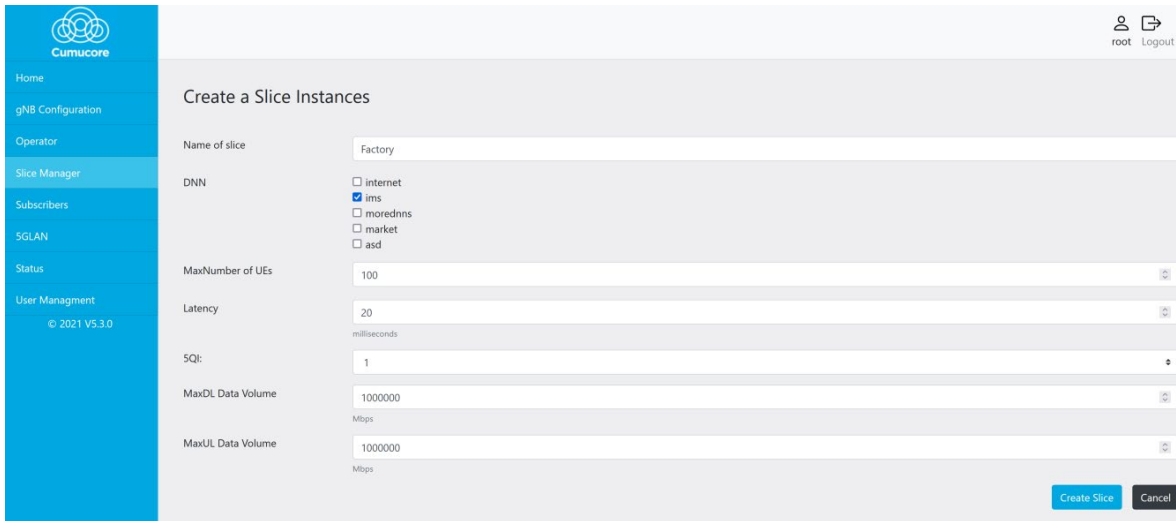 Cumucore
root Logout
Home
gNB Configuration
Operator
Slice Manager
Subscribers
5GLAN
Status
User Managment
© 2021 V5.3.0
Create a Slice Instances
Name of slice
Factory
DNN
internet
ims
morednns
market
asd
MaxNumber of UEs
100
Latency
20
milliseconds
5QI:
1
MaxDL Data Volume
1000000
Mbps
MaxUL Data Volume
1000000
Mbps
Create Slice Cancel